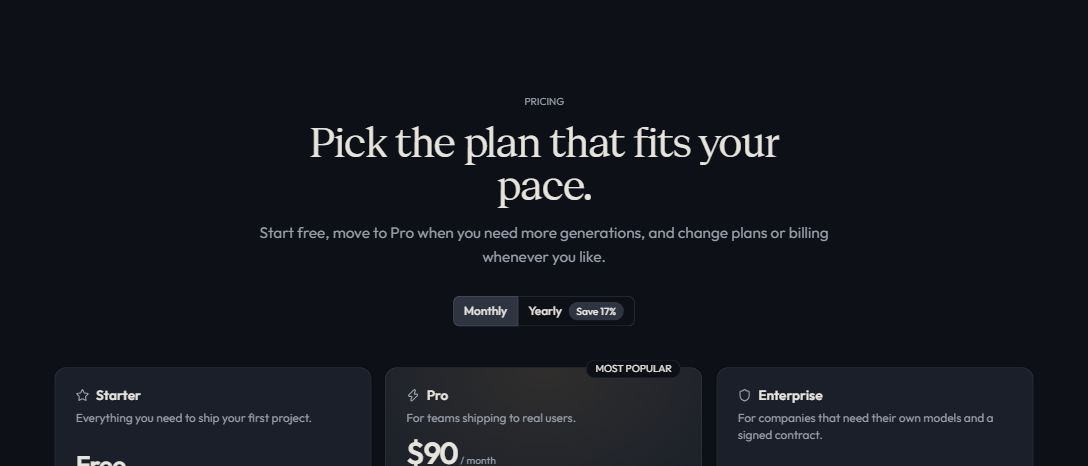 PRICING
Pick the plan that fits your
pace.
Start free, move to Pro when you need more generations, and change plans or billing
whenever you like.
Monthly
Yearly Save 17%
MOST POPULAR
Starter
Everything you need to ship your first project.
Free
Pro
For teams shipping to real users.
$90 / month
Enterprise
For companies that need their own models and a
signed contract.